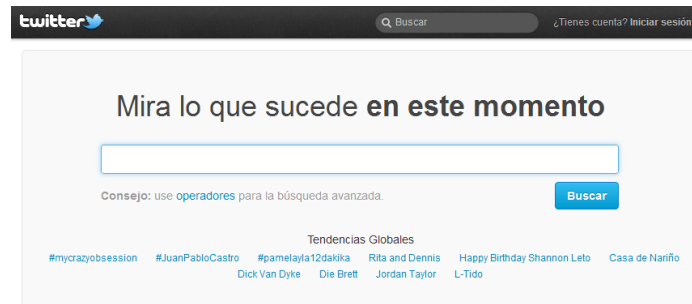 twitter Buscar ¿Tienes cuenta? Iniciar sesión
Mira lo que sucede en este momento
Consejo: use operadores para la búsqueda avanzada. Buscar
Tendencias Globales
#mycrazyobsession #JuanPabloCastro #pamelayla12dakika Rita and Dennis Happy Birthday Shannon Leto Casa de Nariño
Dick Van Dyke Die Brett Jordan Taylor L-Tido